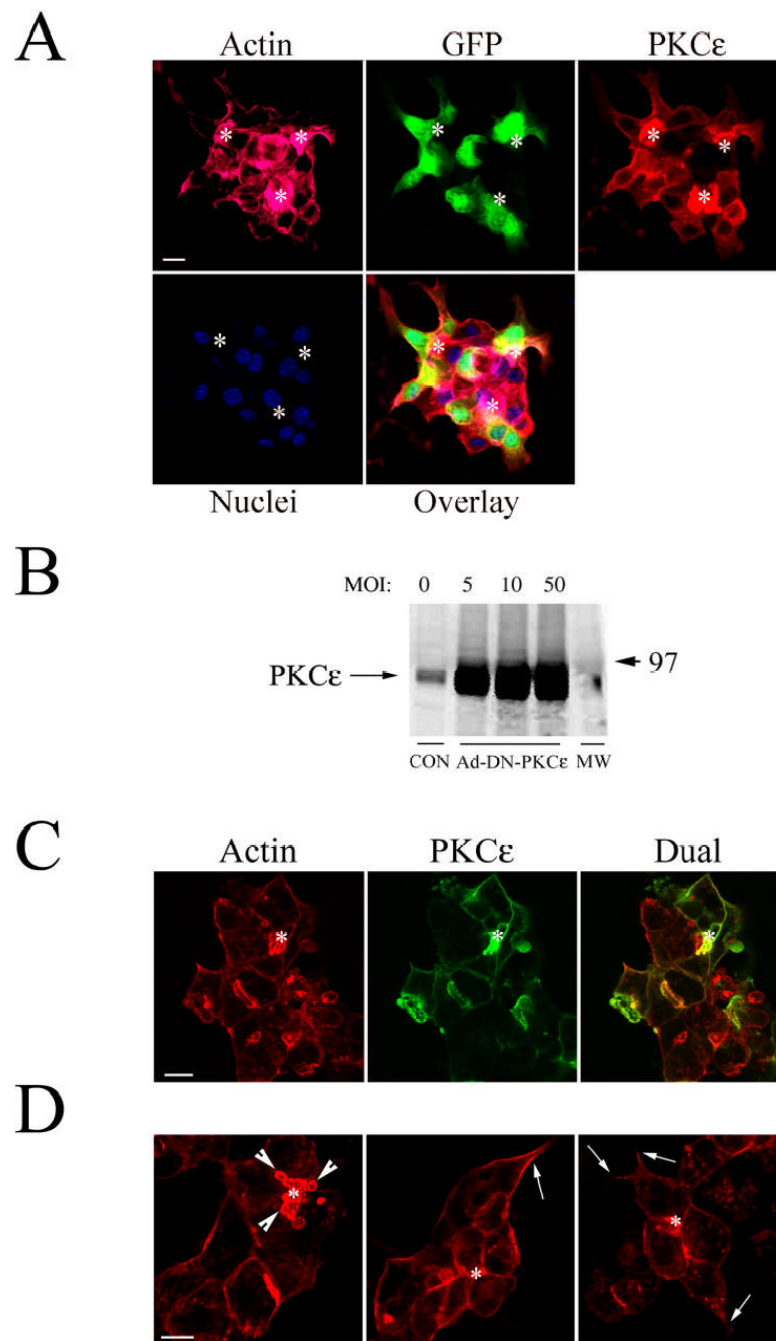 A
Actin GFP PKCε
* * *
* * *
* * *
* * *
* * *
Nuclei Overlay
B
MOI: 0 5 10 50
PKCε 97
CON Ad-DN-PKCε MW
C
Actin PKCε Dual
* * *
D
* * *